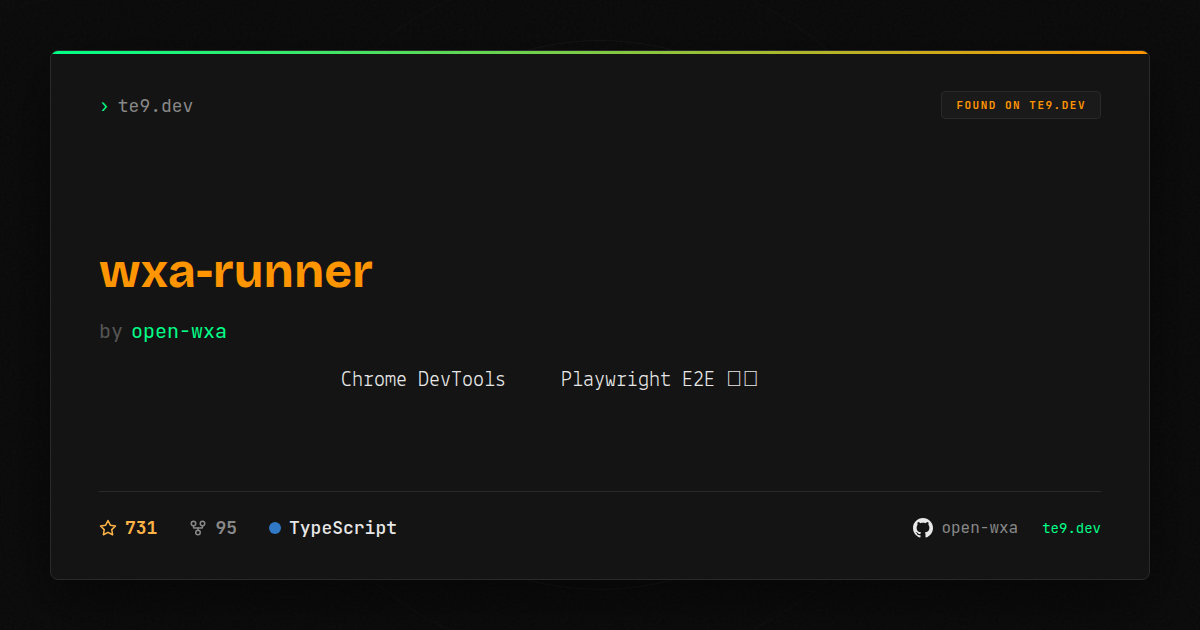 te9.dev
FOUND ON TE9.DEV
wxa-runner
by open-wxa
Chrome DevTools Playwright E2E
731 95 TypeScript
open-wxa te9.dev